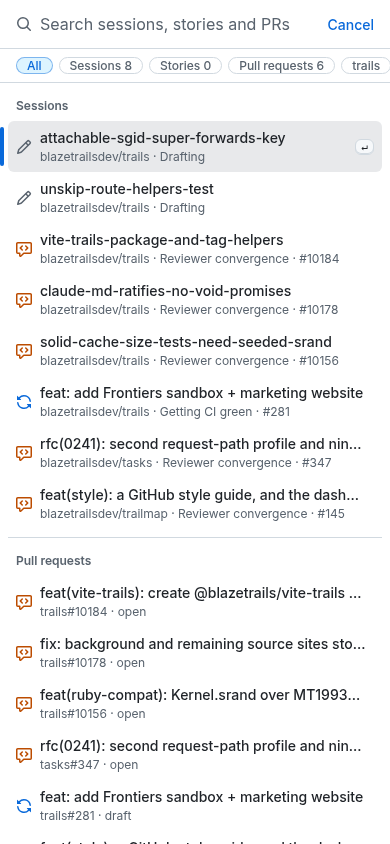 Search sessions, stories and PRs
Cancel
All
Sessions 8
Stories 0
Pull requests 6
trails
Sessions
attachable-sgid-super-forwards-key
blazetrailsdev/trails · Drafting
↵
unskip-route-helpers-test
blazetrailsdev/trails · Drafting
vite-trails-package-and-tag-helpers
blazetrailsdev/trails · Reviewer convergence · #10184
claude-md-ratifies-no-void-promises
blazetrailsdev/trails · Reviewer convergence · #10178
solid-cache-size-tests-need-seeded-srand
blazetrailsdev/trails · Reviewer convergence · #10156
feat: add Frontiers sandbox + marketing website
blazetrailsdev/trails · Getting CI green · #281
rfc(0241): second request-path profile and nin...
blazetrailsdev/tasks · Reviewer convergence · #347
feat(style): a GitHub style guide, and the dash...
blazetrailsdev/trailmap · Reviewer convergence · #145
Pull requests
feat(vite-trails): create @blazetrails/vite-trails ...
trails#10184 · open
fix: background and remaining source sites sto...
trails#10178 · open
feat(ruby-compat): Kernel.srand over MT1993...
trails#10156 · open
rfc(0241): second request-path profile and nin...
tasks#347 · open
feat: add Frontiers sandbox + marketing website
trails#281 · draft